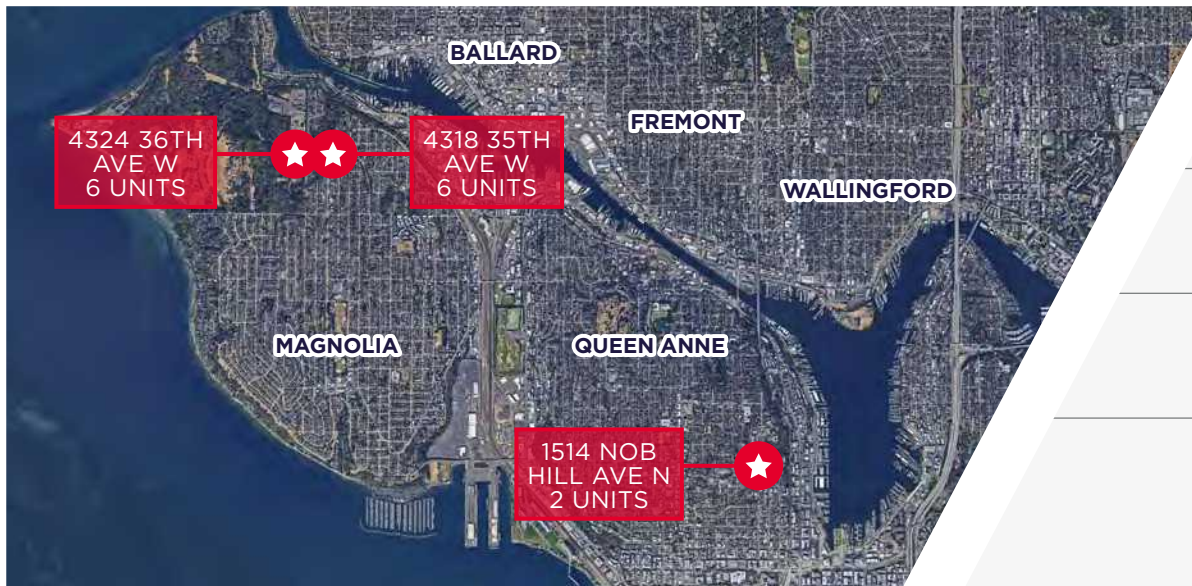 BALLARD
FREMONT
4324 36TH
AVE W
6 UNITS
4318 35TH
AVE W
6 UNITS
WALLINGFORD
MAGNOLIA
QUEEN ANNE
1514 NOB
HILL AVE N
2 UNITS